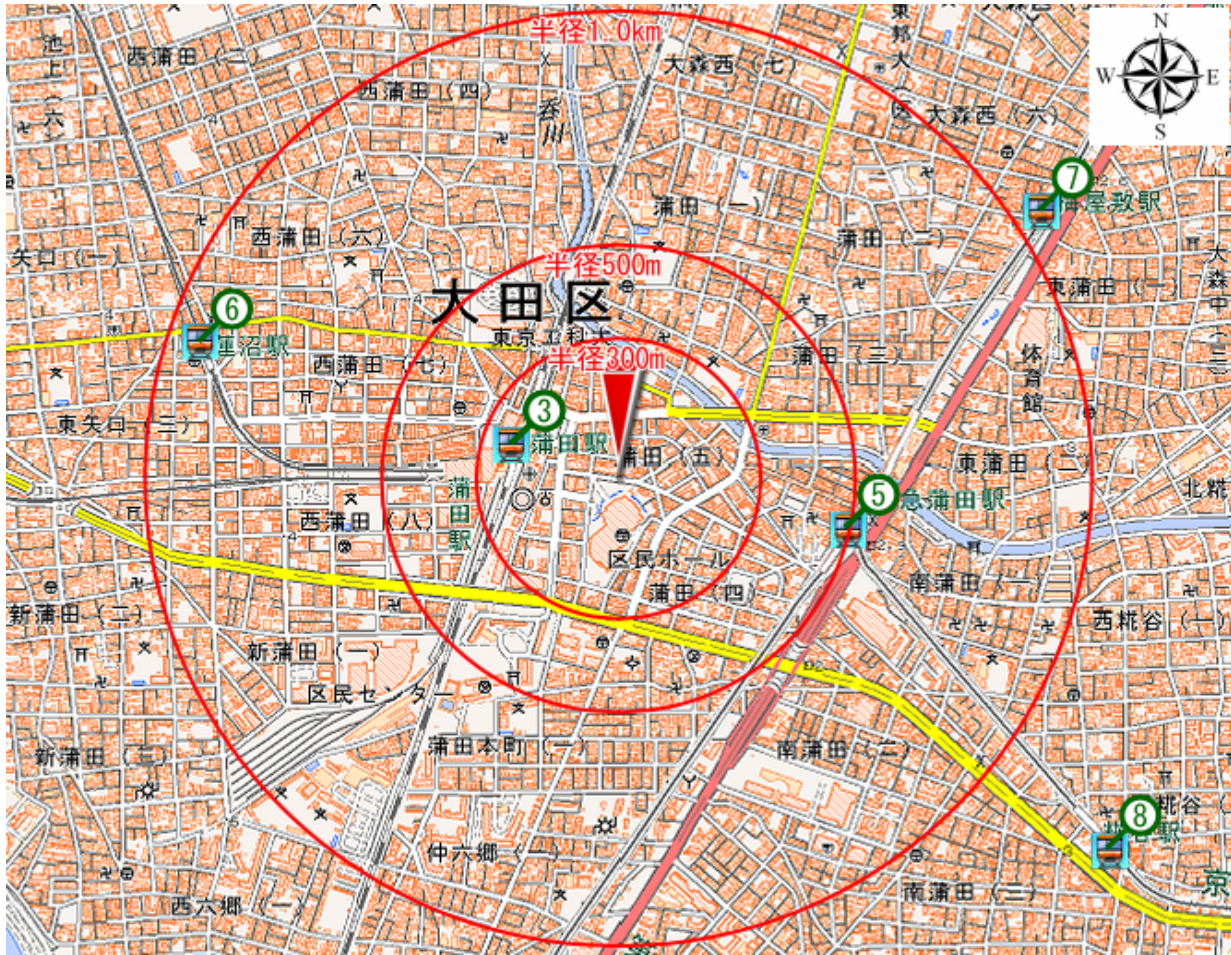 半径1.0km
N
W E
S
西蒲田（二）
大森西（七）
西蒲田（四）
呑川
大森西（六）
⑦
蒲田（一）
蒲田（二）
西蒲田（六）
矢口（一）
半径500m
大田区
東蒲田（一）
⑥
蓮沼駅
東京工科大
西蒲田（七）
半径300m
蒲田（三）
体育館
東矢口（三）
③
蒲田駅
蒲田（五）
東蒲田（二）
北糀
蒲田駅
西蒲田（八）
⑤
急蒲田駅
区民ホール
蒲田（四）
南蒲田（一）
新蒲田（二）
西糀谷（一）
新蒲田（一）
区民センター
新蒲田（三）
蒲田本町（一）
南蒲田（二）
⑧
糀谷
糀谷駅
仲六郷（一）
西六郷（一）
南蒲田（三）
京